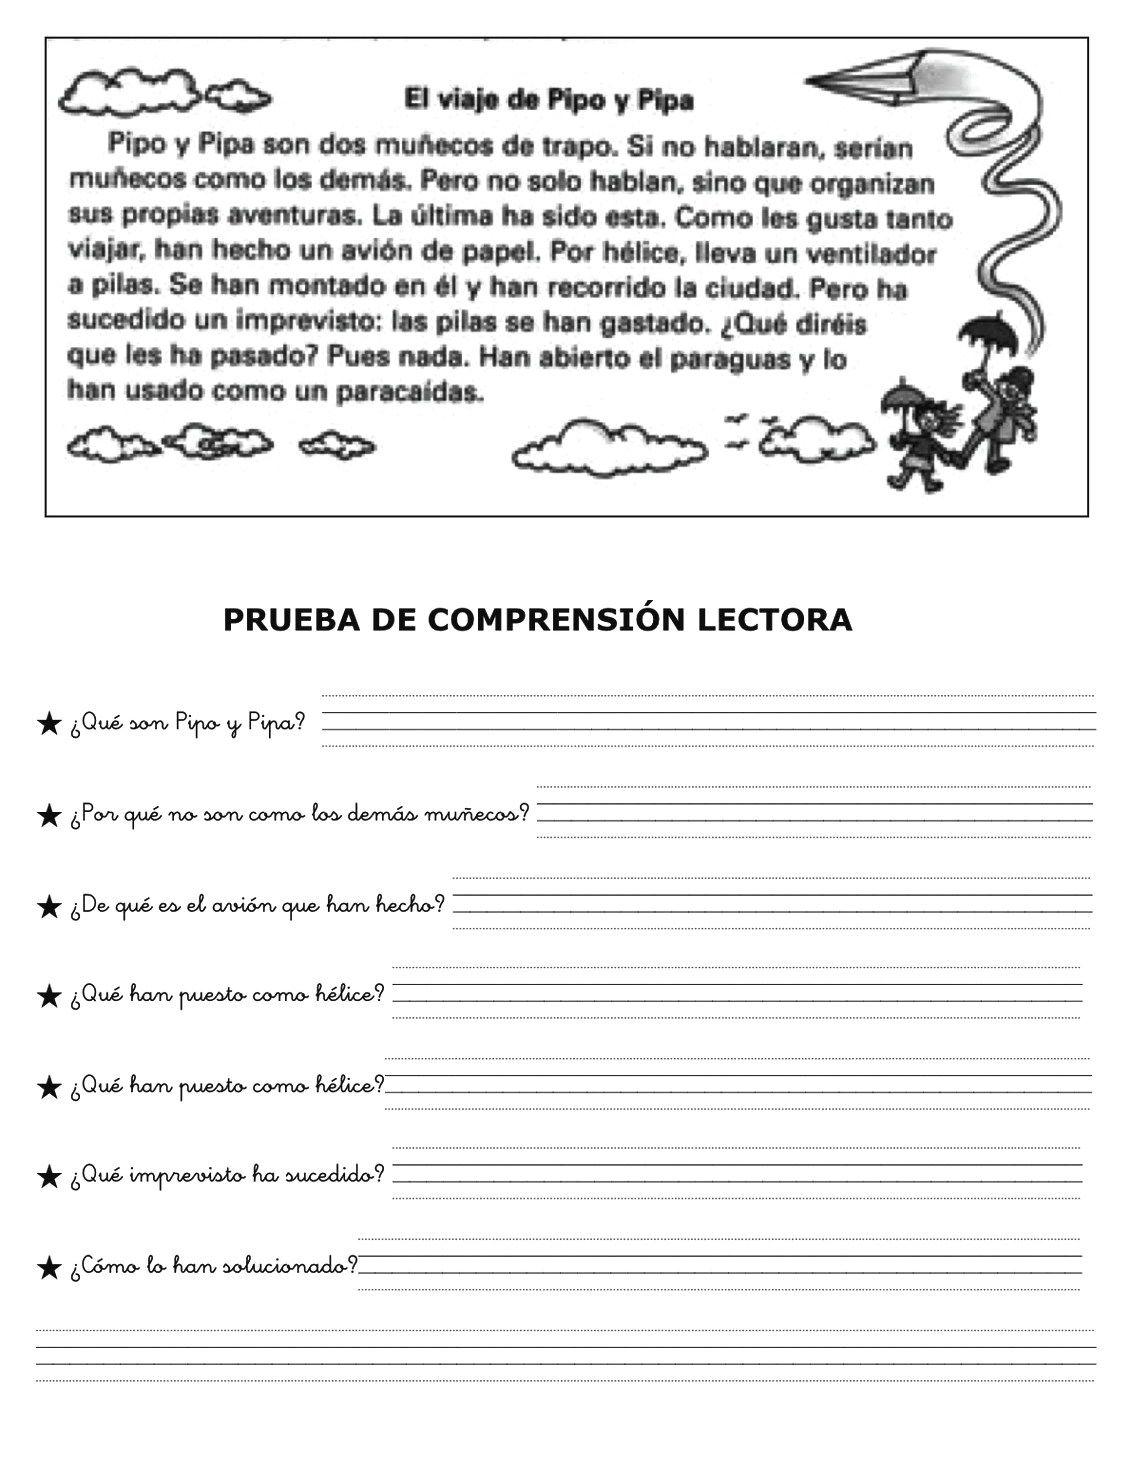 El viaje de Pipo y Pipa
Pipo y Pipa son dos muñecos de trapo. Si no hablaran, serían
muñecos como los demás. Pero no solo hablan, sino que organizan
sus propias aventuras. La última ha sido esta. Como les gusta tanto
viajar, han hecho un avión de papel. Por hélice, lleva un ventilador
a pilas. Se han montado en él y han recorrido la ciudad. Pero ha
sucedido un imprevisto: las pilas se han gastado. ¿Qué diréis
que les ha pasado? Pues nada. Han abierto el paraguas y lo
han usado como un paracaídas.
PRUEBA DE COMPRENSIÓN LECTORA
★ ¿Qué son Pipo y Pipa?
★ ¿Por qué no son como los demás muñecos?
★ ¿De qué es el avión que han hecho?
★ ¿Qué han puesto como hélice?
★ ¿Qué han puesto como hélice?
★ ¿Qué imprevisto ha sucedido?
★ ¿Cómo lo han solucionado?